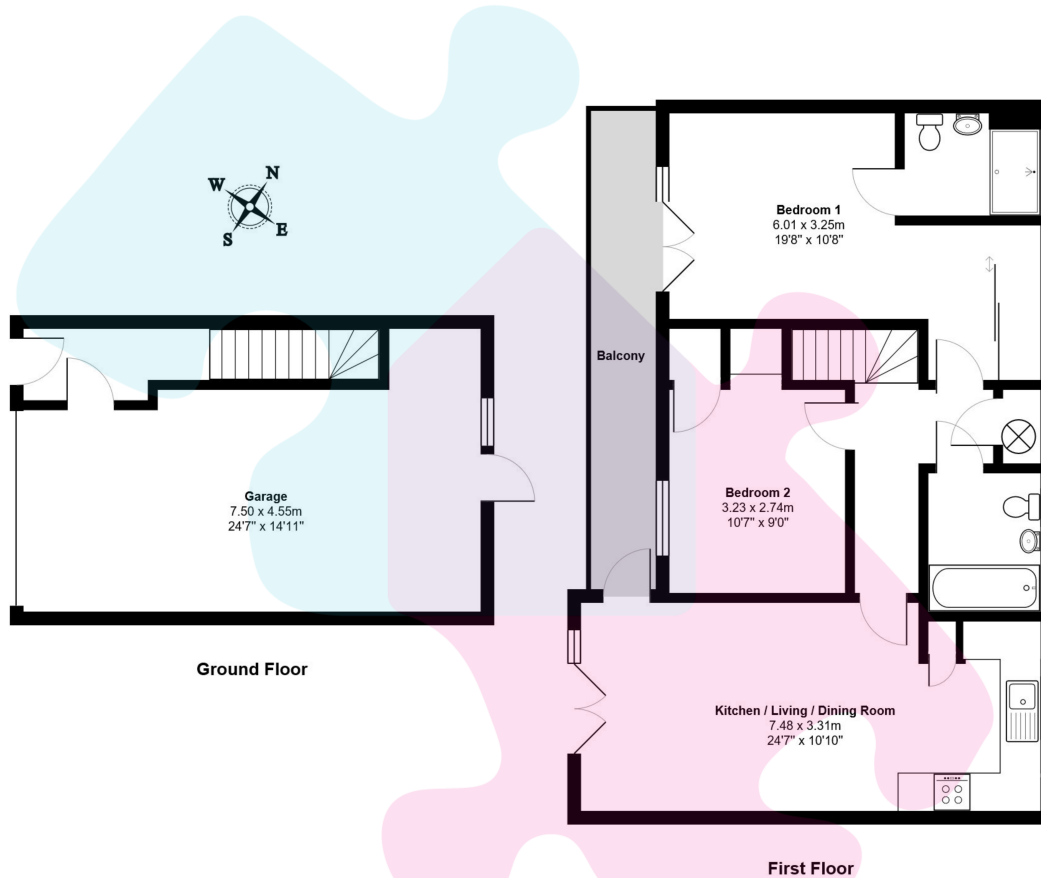 N
W
E
S
Bedroom 1
6.01 x 3.25m
19'8" x 10'8"
Balcony
Garage
7.50 x 4.55m
24'7" x 14'11"
Bedroom 2
3.23 x 2.74m
10'7" x 9'0"
Ground Floor
Kitchen / Living / Dining Room
7.48 x 3.31m
24'7" x 10'10"
First Floor